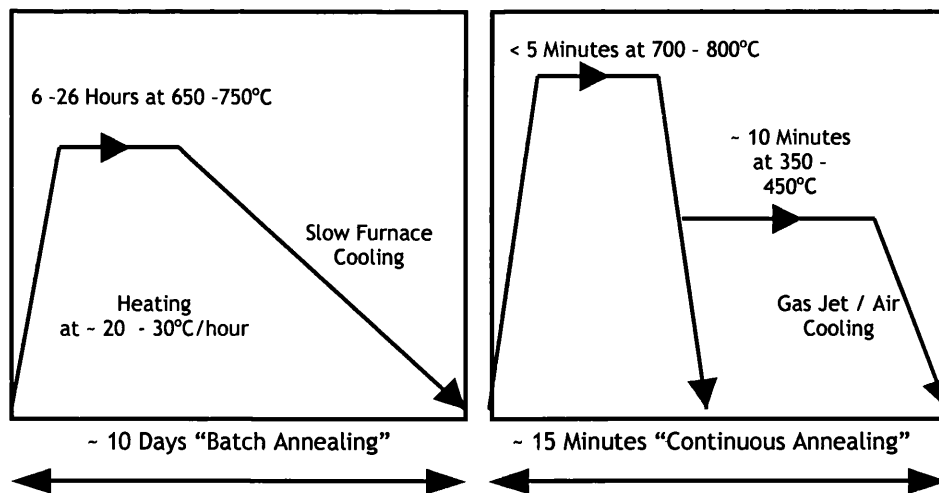 6 -26 Hours at 650 -750°C
Slow Furnace
Cooling
Heating
at ~ 20 - 30°C/hour
~ 10 Days "Batch Annealing"
< 5 Minutes at 700 - 800°C
~ 10 Minutes
at 350 -
450°C
Gas Jet / Air
Cooling
~ 15 Minutes "Continuous Annealing"